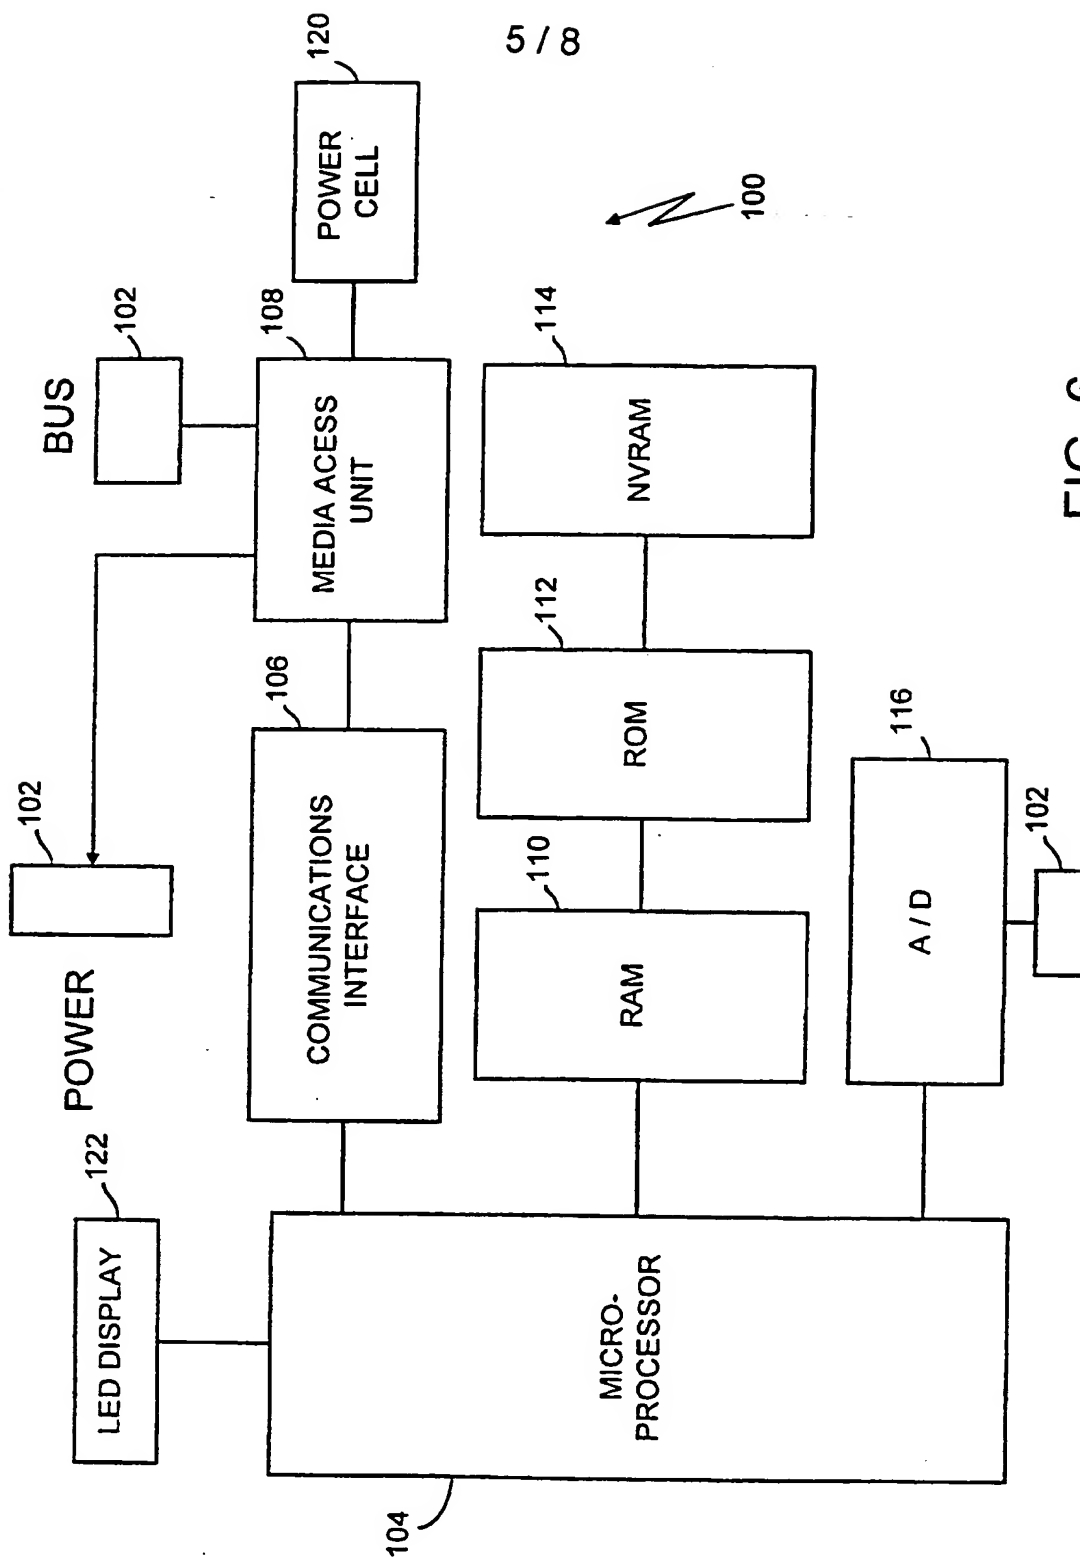 5 / 8
120
POWER
CELL
100
BUS
102
108
MEDIA ACESS
UNIT
114
NVRAM
102
POWER
106
COMMUNICATIONS
INTERFACE
112
ROM
110
RAM
116
A / D
102
122
LED DISPLAY
MICRO-
PROCESSOR
104